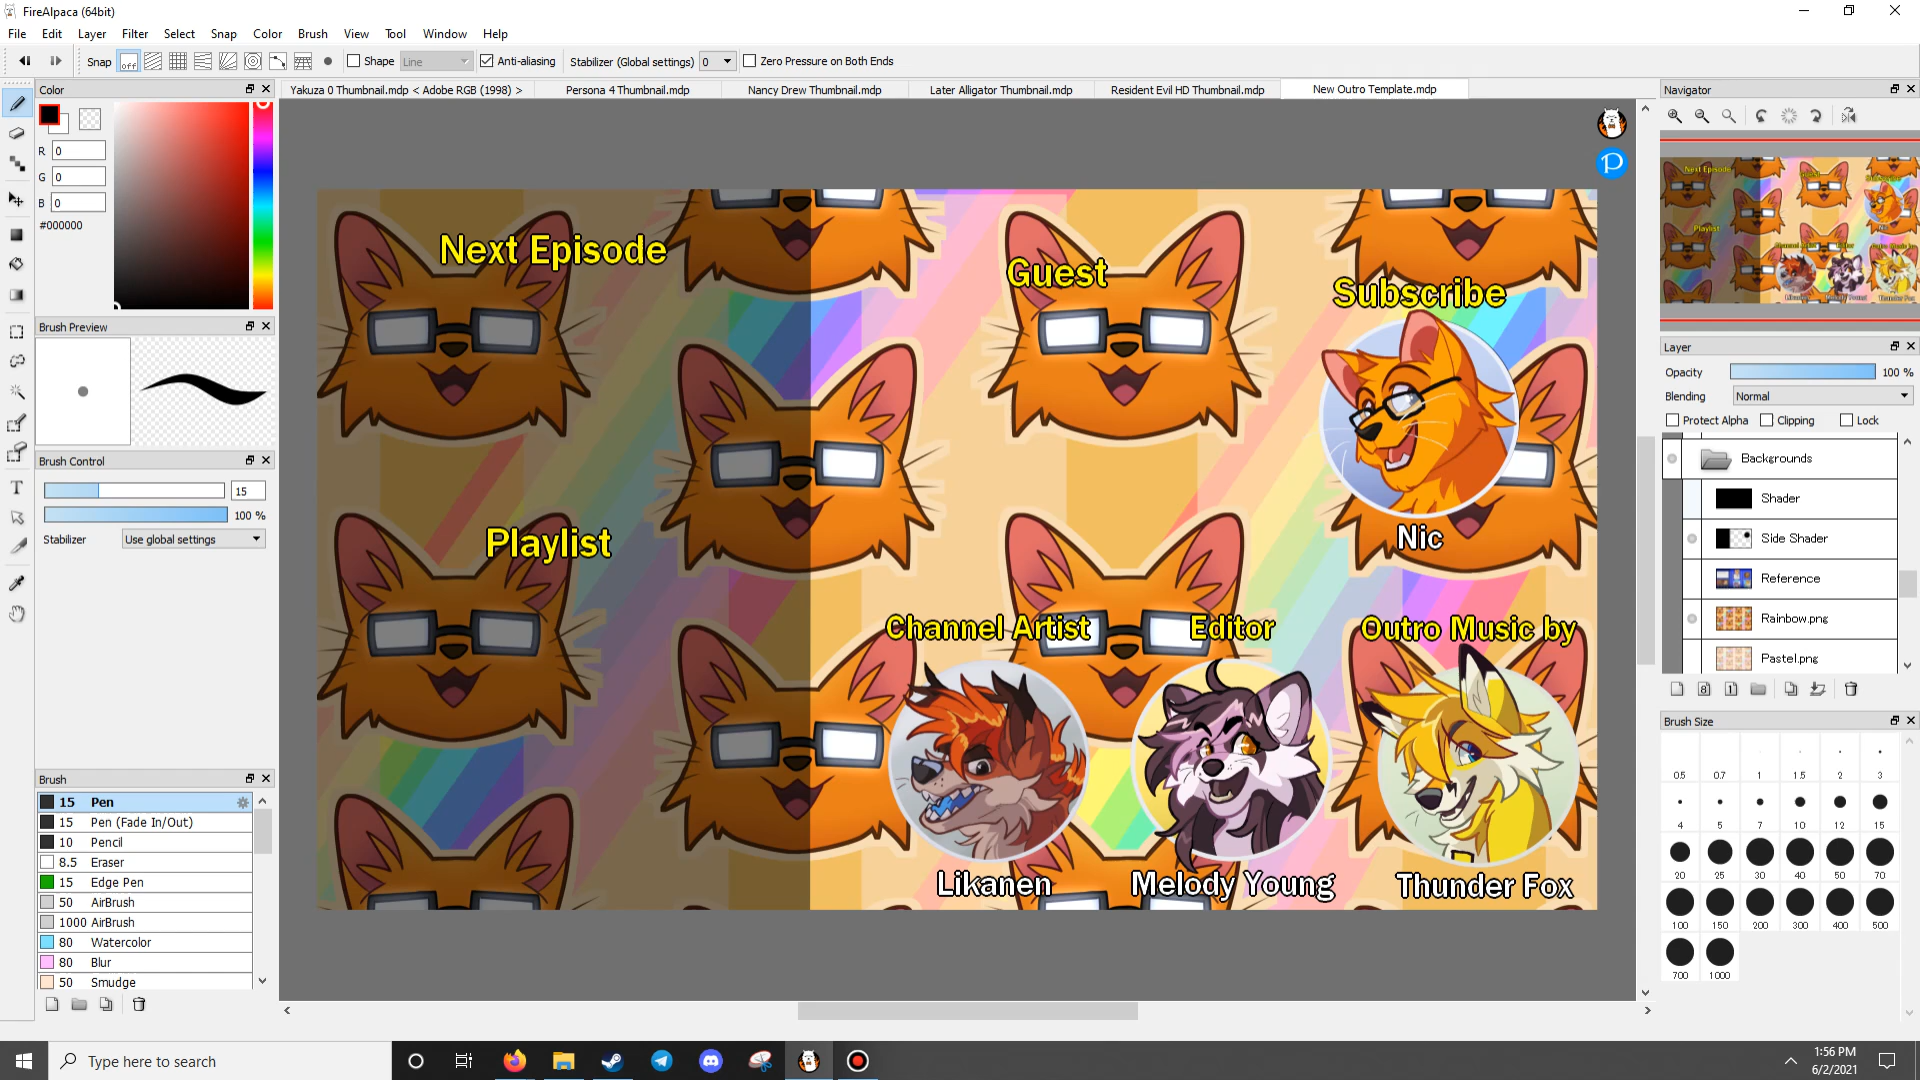 FireAlpaca (64bit)
File Edit Layer Filter Select Snap Color Brush View Tool Window Help
Snap off Shape Line Anti-aliasing Stabilizer (Global settings) 0 Zero Pressure on Both Ends
Color
R 0
G 0
B 0
#000000
Brush Preview
Brush Control
15
100 %
Stabilizer Use global settings
Brush
15 Pen
15 Pen (Fade In/Out)
10 Pencil
8.5 Eraser
15 Edge Pen
50 AirBrush
1000 AirBrush
80 Watercolor
80 Blur
50 Smudge
Yakuza 0 Thumbnail.mdp < Adobe RGB (1998) > Persona 4 Thumbnail.mdp Nancy Drew Thumbnail.mdp Later Alligator Thumbnail.mdp Resident Evil HD Thumbnail.mdp New Outro Template.mdp
Next Episode
Guest
Subscribe
Nic
Playlist
Channel Artist Editor Outro Music by
Likanen Melody Young Thunder Fox
Navigator
Next Episode
Playlist
Layer
Opacity 100 %
Blending Normal
Protect Alpha Clipping Lock
Backgrounds
Shader
Side Shader
Reference
Rainbow.png
Pastel.png
Brush Size
0.5 0.7 1 1.5 2 3
4 5 7 10 12 15
20 25 30 40 50 70
100 150 200 300 400 500
700 1000
Type here to search
1:56 PM
6/2/2021